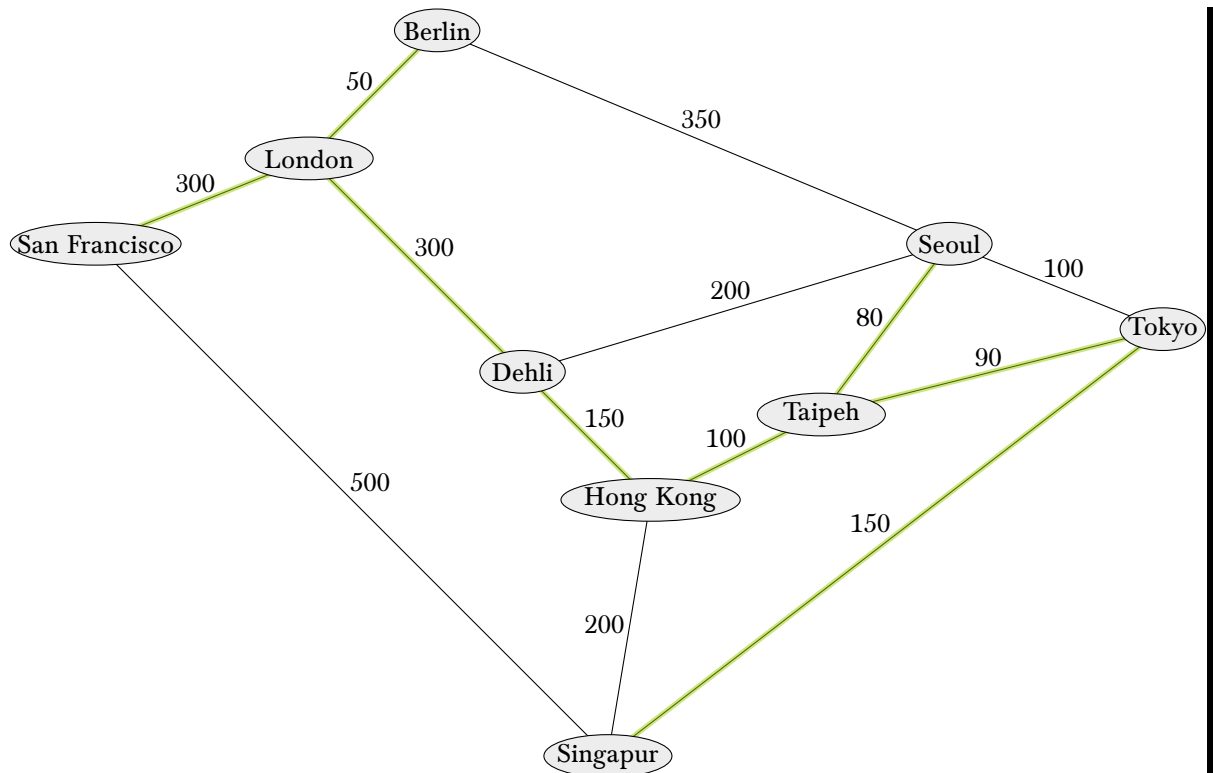 Berlin
50
350
London
300
San Francisco
300
Seoul
100
200
80
Tokyo
90
Dehli
Taipeh
150
100
500
Hong Kong
150
200
Singapur